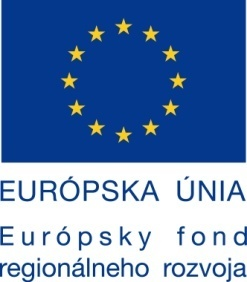 EURÓPSKA ÚNIA
Európsky fond
regionálneho rozvoja